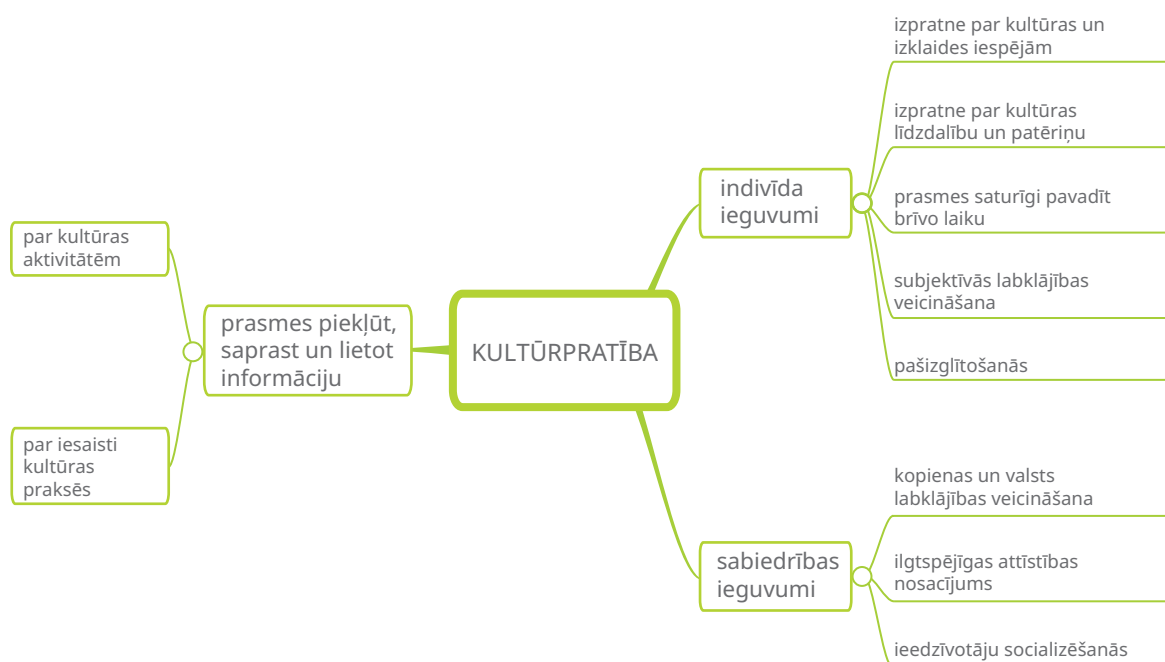 KULTŪRPRATĪBA
prasmes piekļūt,
saprast un lietot
informāciju
par kultūras
aktivitātēm
par iesaisti
kultūras
praksēs
indivīda
ieguvumi
izpratne par kultūras un
izklaides iespējām
izpratne par kultūras
līdzdalību un patēriņu
prasmes saturīgi pavadīt
brīvo laiku
subjektīvās labklājības
veicināšana
pašizglītošanās
sabiedrības
ieguvumi
kopienas un valsts
labklājības veicināšana
ilgtspējīgas attīstības
nosacījums
ieedzīvotāju socializēšanās